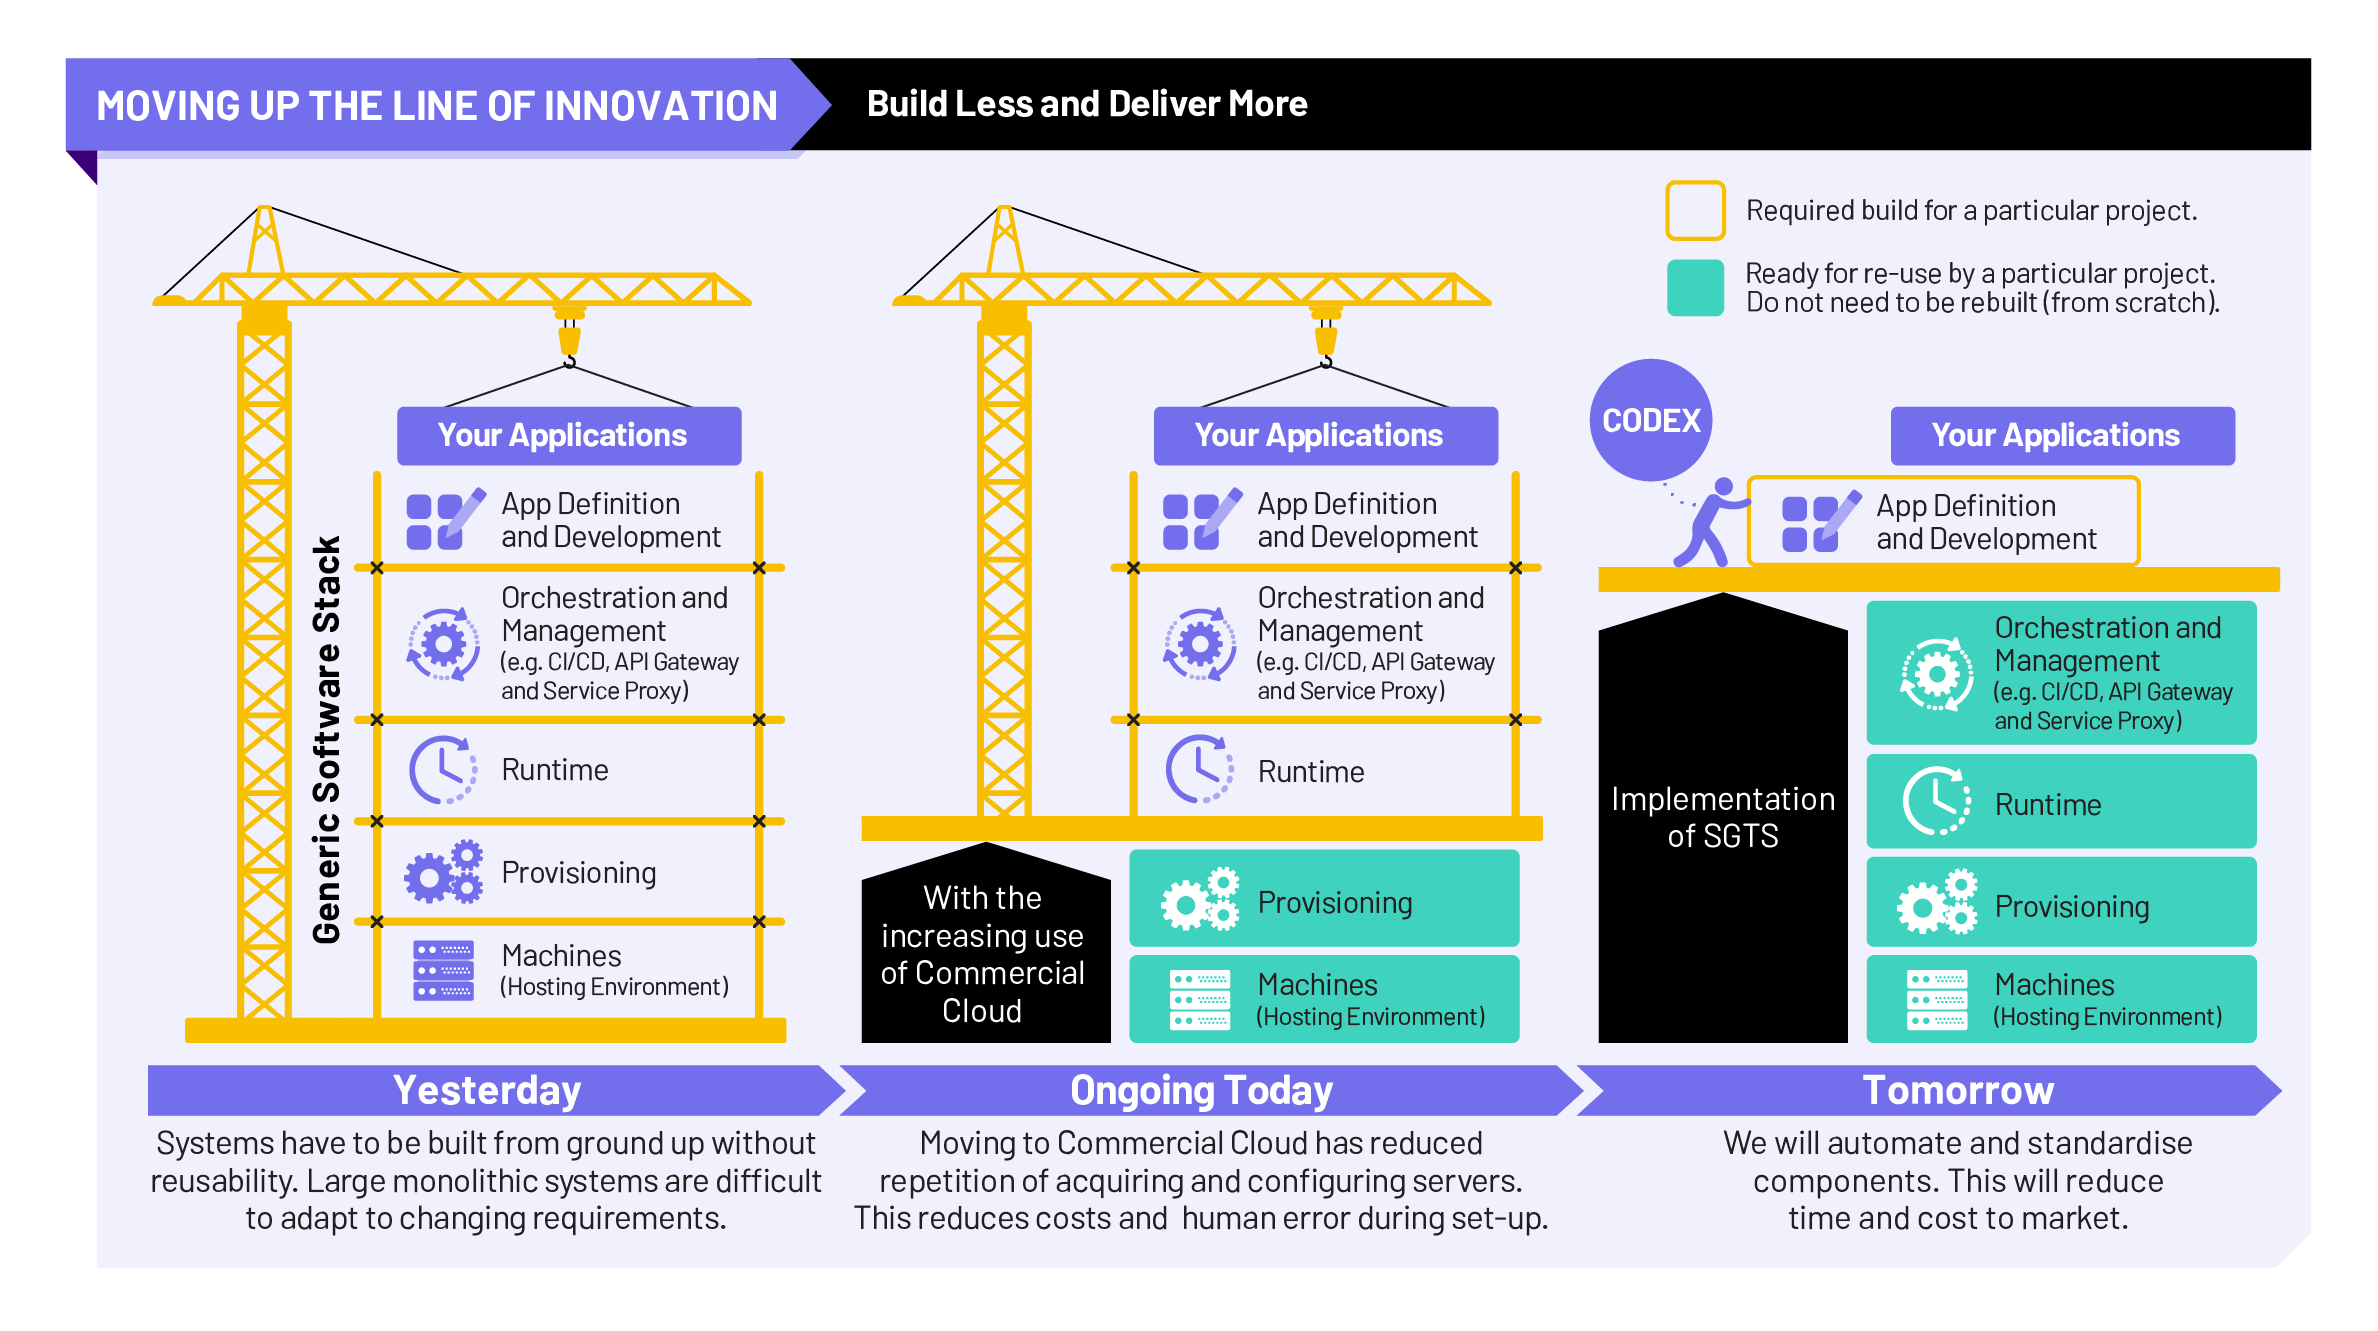 MOVING UP THE LINE OF INNOVATION
Build Less and Deliver More
Required build for a particular project.
Ready for re-use by a particular project.
Do not need to be rebuilt (from scratch).
Generic Software Stack
Your Applications
App Definition
and Development
Orchestration and
Management
(e.g. CI/CD, API Gateway
and Service Proxy)
Runtime
Provisioning
Machines
(Hosting Environment)
Your Applications
App Definition
and Development
Orchestration and
Management
(e.g. CI/CD, API Gateway
and Service Proxy)
Runtime
With the
increasing use
of Commercial
Cloud
Provisioning
Machines
(Hosting Environment)
CODEX
Your Applications
App Definition
and Development
Implementation
of SGTS
Orchestration and
Management
(e.g. CI/CD, API Gateway
and Service Proxy)
Runtime
Provisioning
Machines
(Hosting Environment)
Yesterday
Systems have to be built from ground up without
reusability. Large monolithic systems are difficult
to adapt to changing requirements.
Ongoing Today
Moving to Commercial Cloud has reduced
repetition of acquiring and configuring servers.
This reduces costs and  human error during set-up.
Tomorrow
We will automate and standardise
components. This will reduce
time and cost to market.